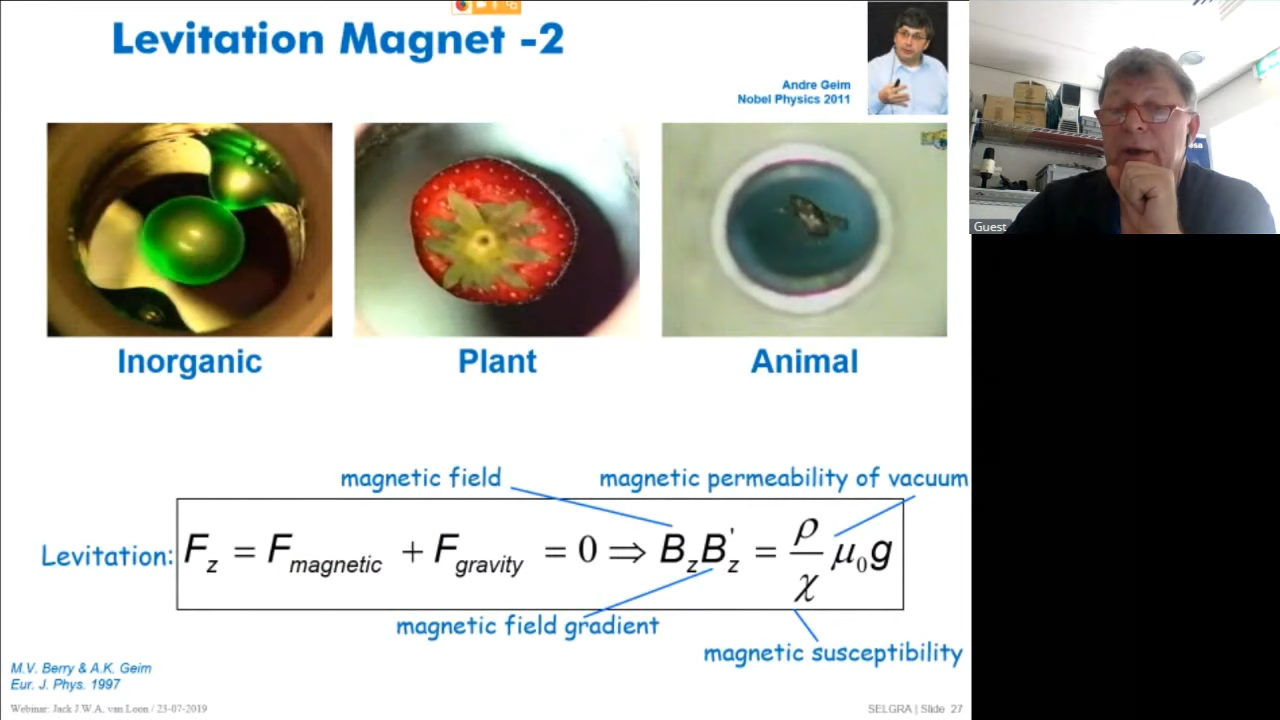 Levitation Magnet -2
Andre Geim
Nobel Physics 2011
Inorganic
Plant
Animal
magnetic field
magnetic permeability of vacuum
Levitation: F_z = F_magnetic + F_gravity = 0 ⇒ B_z B'_z = ρ/χ μ₀g
magnetic field gradient
magnetic susceptibility
M.V. Berry & A.K. Geim
Eur. J. Phys. 1997
Webinar: Jack J.W.A. van Loon / 23-07-2019
SELGRA | Slide 27
Guest